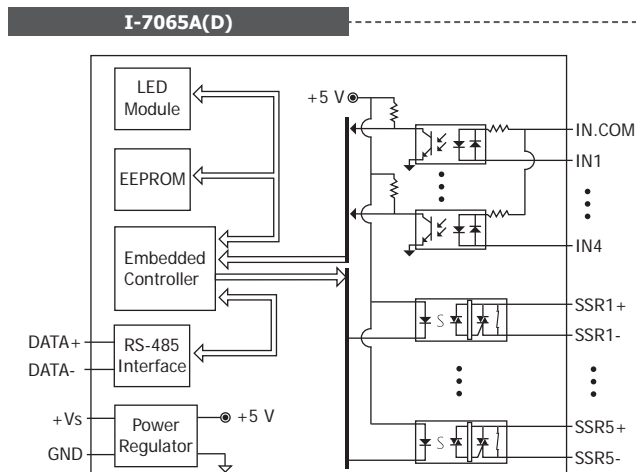 I-7065A(D)
LED
Module
EEPROM
Embedded
Controller
RS-485
Interface
Power
Regulator
DATA+
DATA-
+Vs
GND
+5 V
+5 V
IN.COM
IN1
IN4
SSR1+
SSR1-
SSR5+
SSR5-